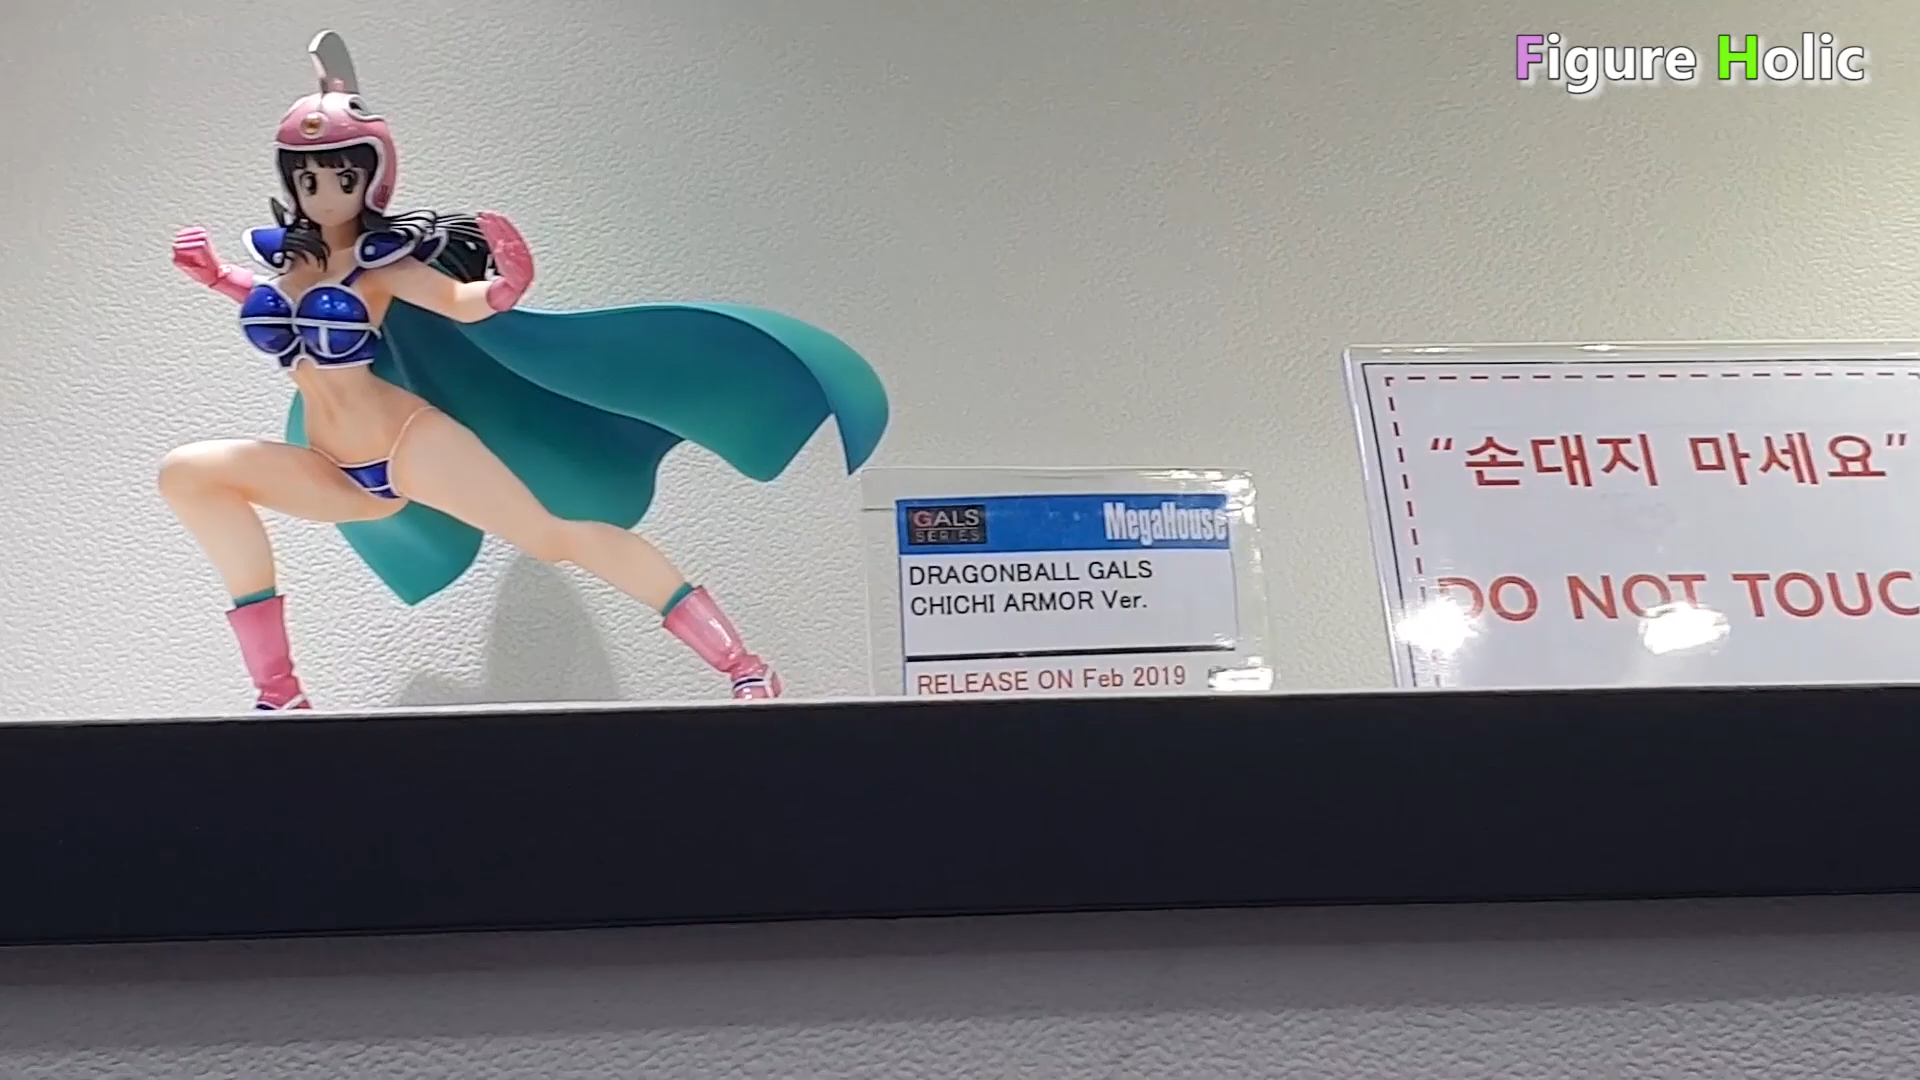 Figure Holic
GALS
SERIES
MegaHouse
DRAGONBALL GALS
CHICHI ARMOR Ver.
RELEASE ON Feb 2019
“손대지 마세요”
DO NOT TOUC